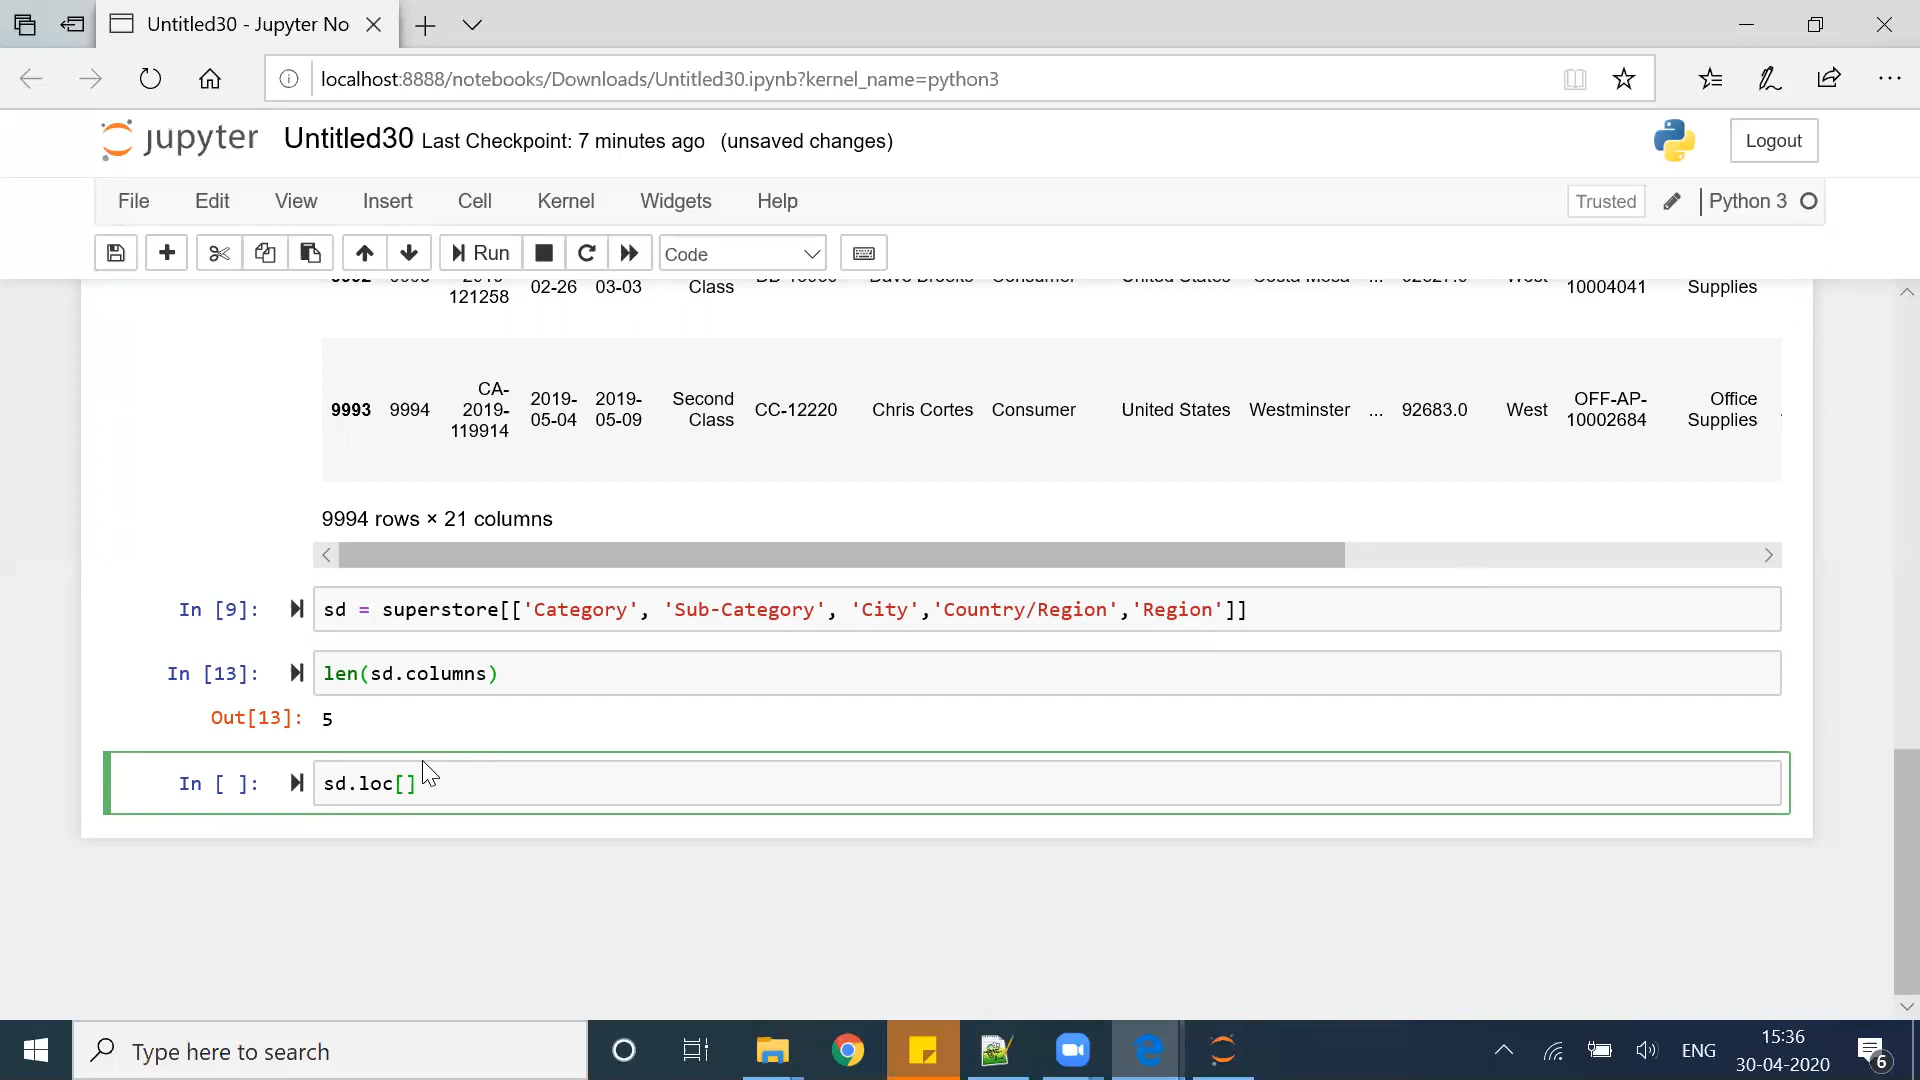 Untitled30 - Jupyter No
localhost:8888/notebooks/Downloads/Untitled30.ipynb?kernel_name=python3
jupyter Untitled30 Last Checkpoint: 7 minutes ago (unsaved changes) Logout
File Edit View Insert Cell Kernel Widgets Help Trusted Python 3
Run Code
121258 02-26 03-03 Class ... 10004041 Supplies
9993 9994 CA-2019-119914 2019-05-04 2019-05-09 Second Class CC-12220 Chris Cortes Consumer United States Westminster ... 92683.0 West OFF-AP-10002684 Office Supplies
9994 rows × 21 columns
In [9]: sd = superstore[['Category', 'Sub-Category', 'City','Country/Region','Region']]
In [13]: len(sd.columns)
Out[13]: 5
In [ ]: sd.loc[]
Type here to search
ENG
15:36
30-04-2020
6